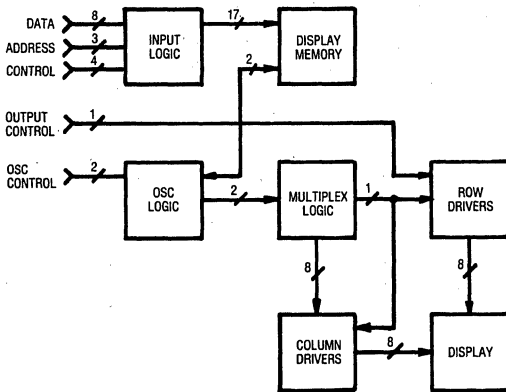 DATA
8
ADDRESS
3
CONTROL
4
INPUT
LOGIC
17
DISPLAY
MEMORY
2
OUTPUT
CONTROL
1
OSC
CONTROL
2
OSC
LOGIC
2
MULTIPLEX
LOGIC
1
ROW
DRIVERS
8
8
COLUMN
DRIVERS
8
DISPLAY